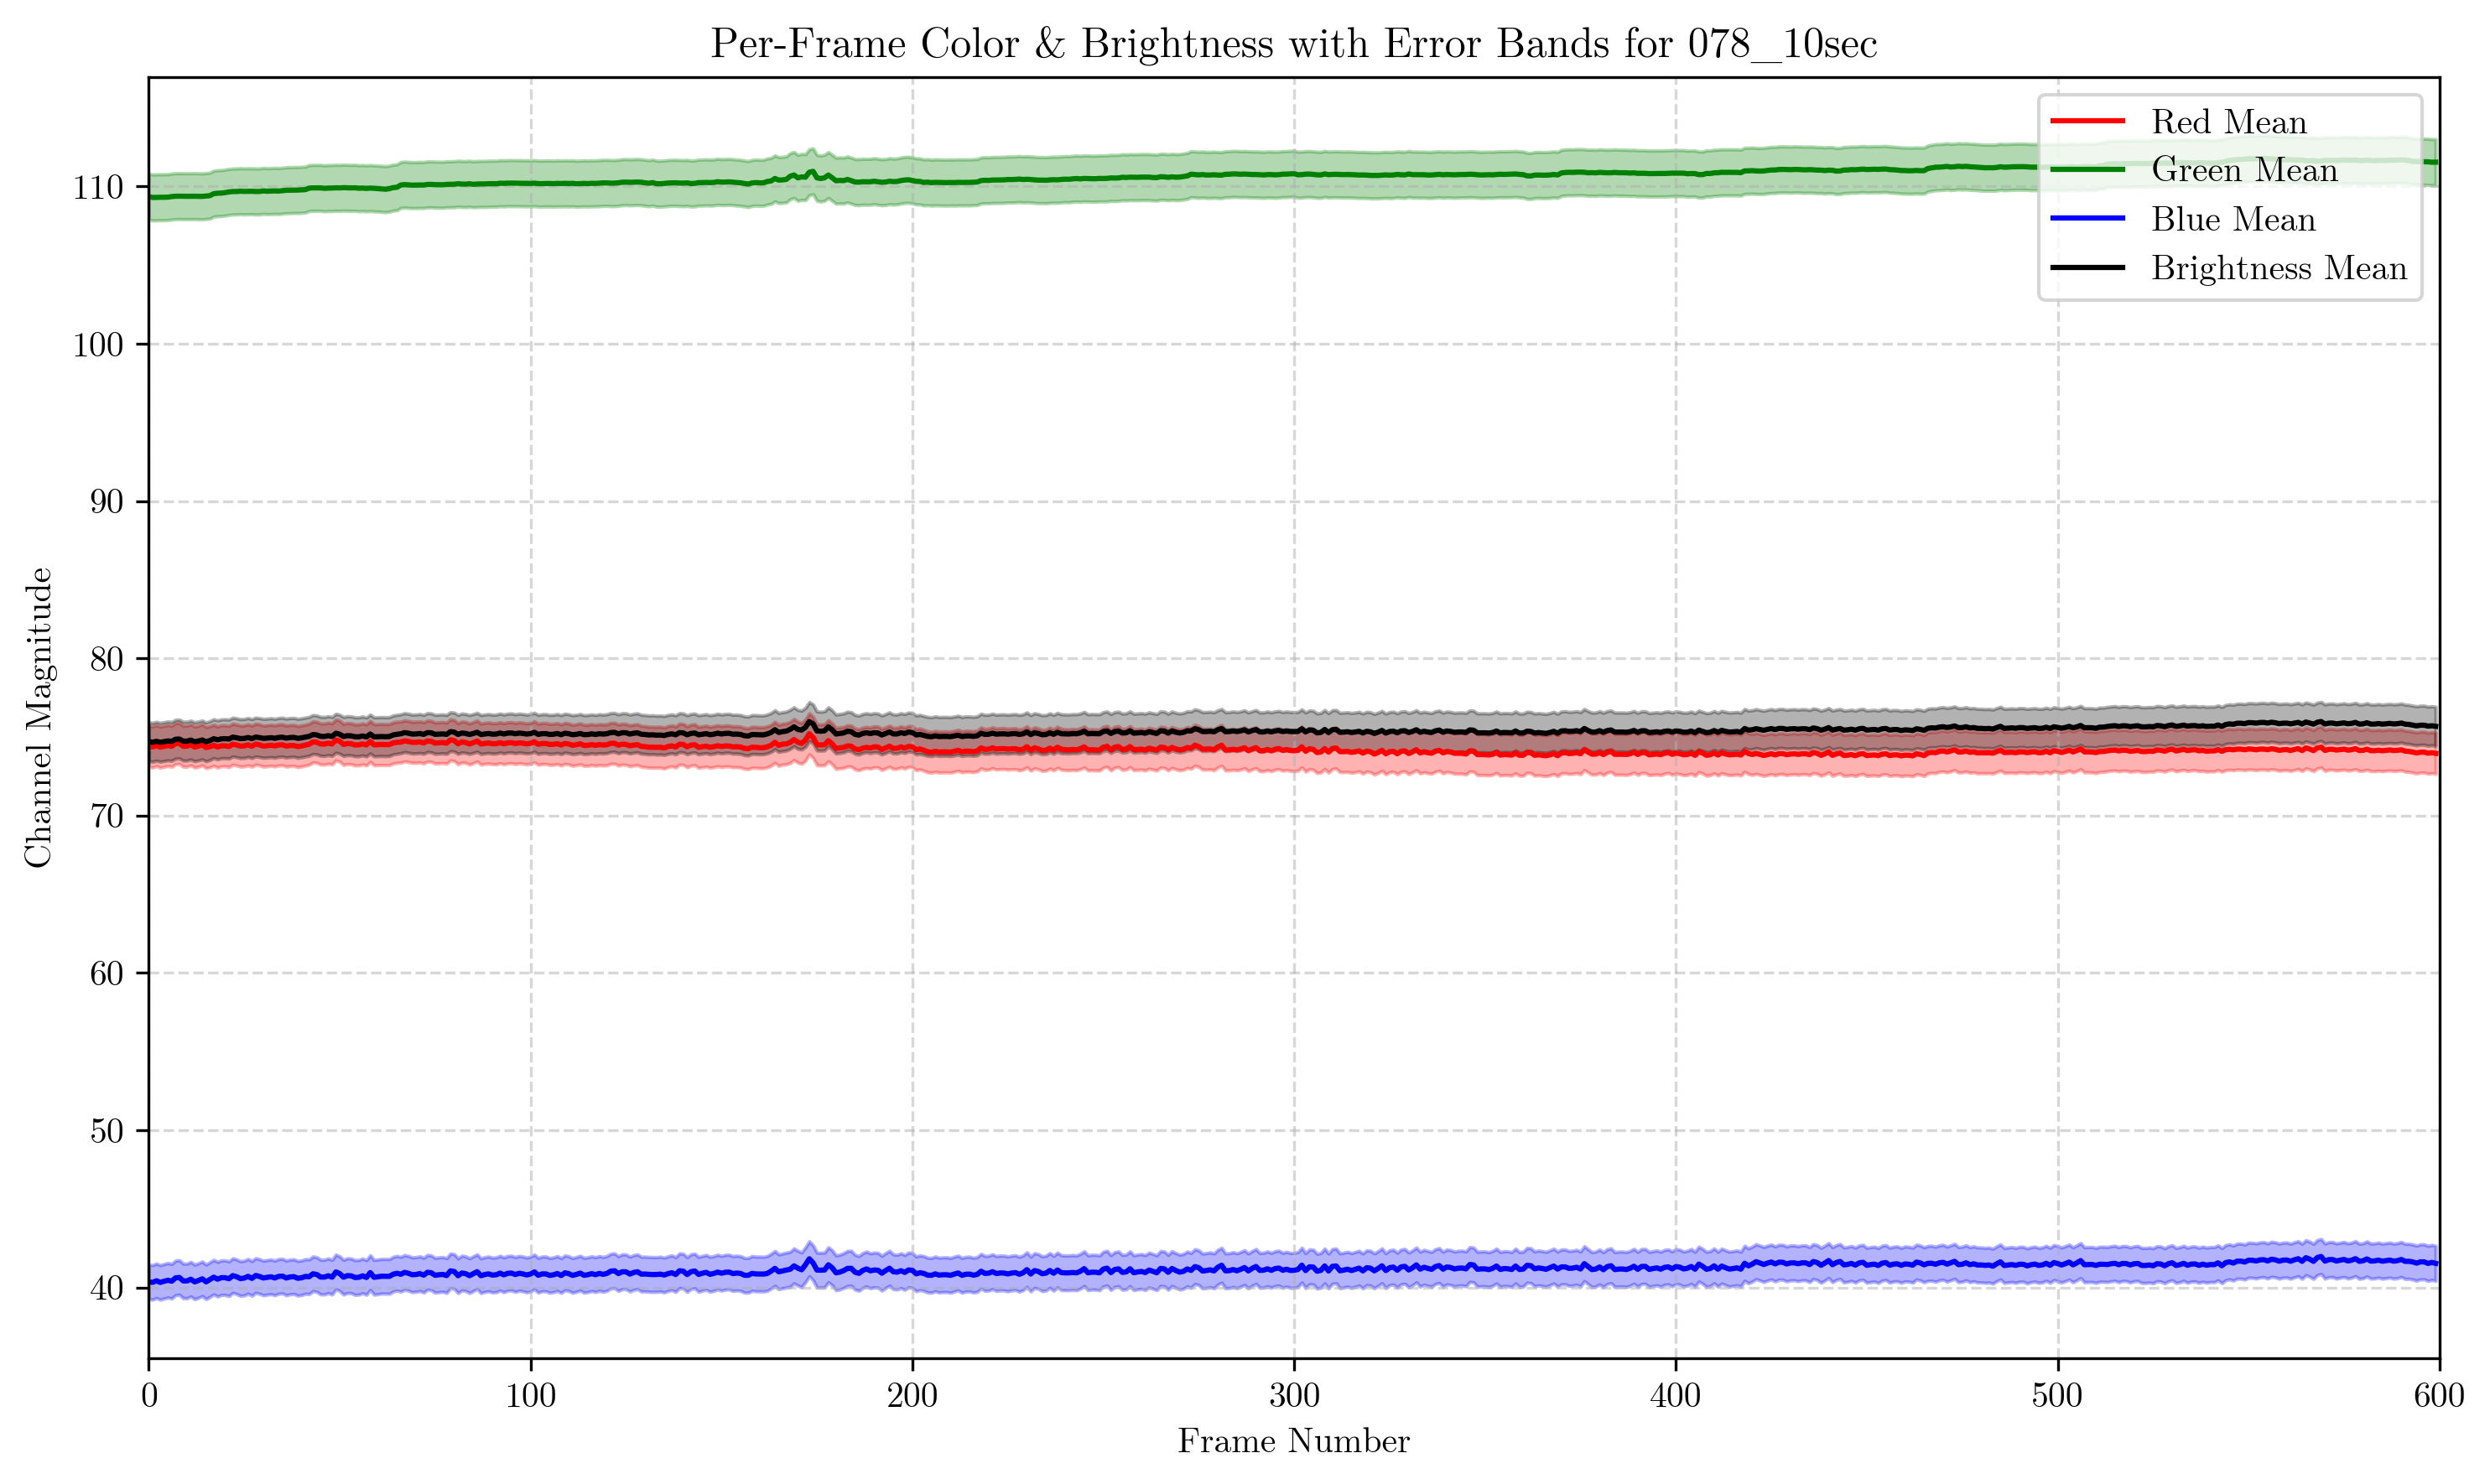 Per-Frame Color & Brightness with Error Bands for 078_10sec
Red Mean
Green Mean
Blue Mean
Brightness Mean
Channel Magnitude
110
100
90
80
70
60
50
40
0 100 200 300 400 500 600
Frame Number